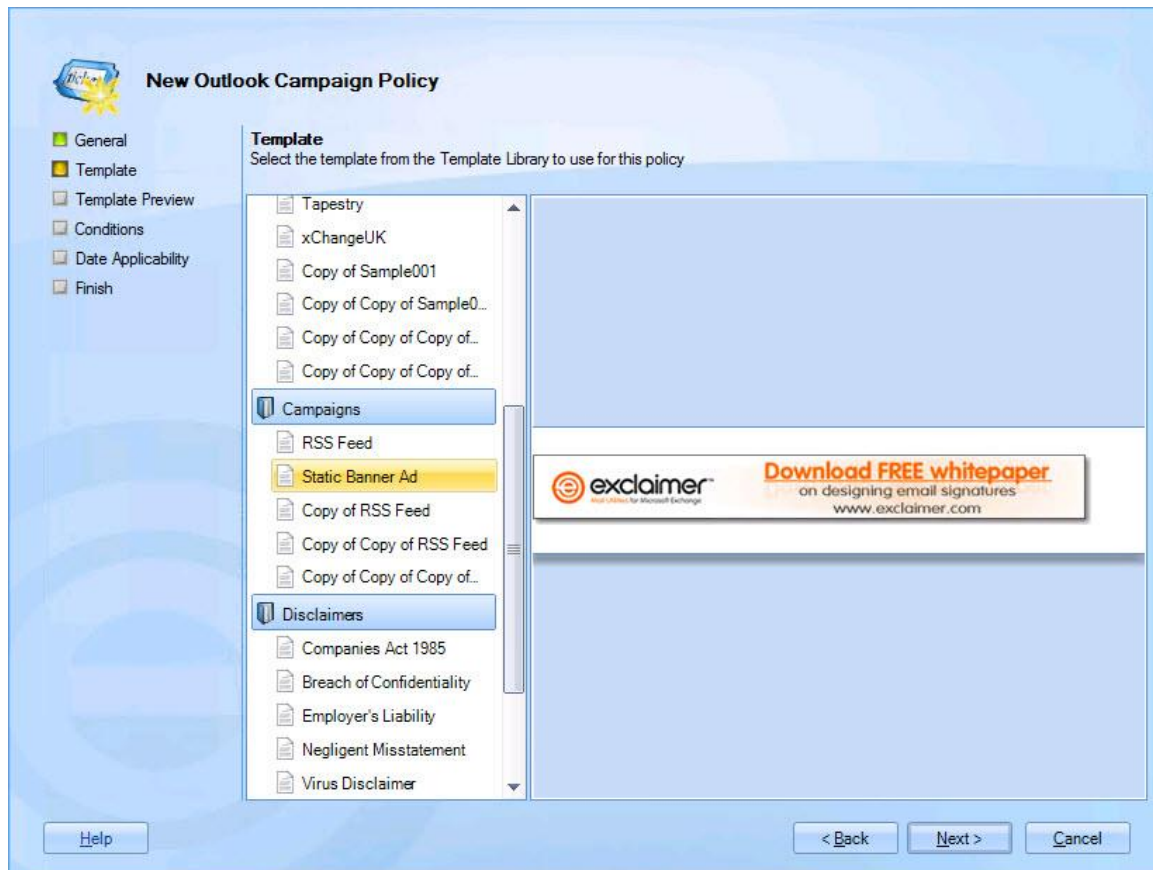 New Outlook Campaign Policy
General
Template
Template Preview
Conditions
Date Applicability
Finish
Template
Select the template from the Template Library to use for this policy
Tapestry
xChangeUK
Copy of Sample001
Copy of Copy of Sample0...
Copy of Copy of Copy of...
Copy of Copy of Copy of...
Campaigns
RSS Feed
Static Banner Ad
Copy of RSS Feed
Copy of Copy of RSS Feed
Copy of Copy of Copy of...
Disclaimers
Companies Act 1985
Breach of Confidentiality
Employer's Liability
Negligent Misstatement
Virus Disclaimer
exclaimer
Mail Utilities for Microsoft Exchange
Download FREE whitepaper
on designing email signatures
www.exclaimer.com
Help
< Back
Next >
Cancel